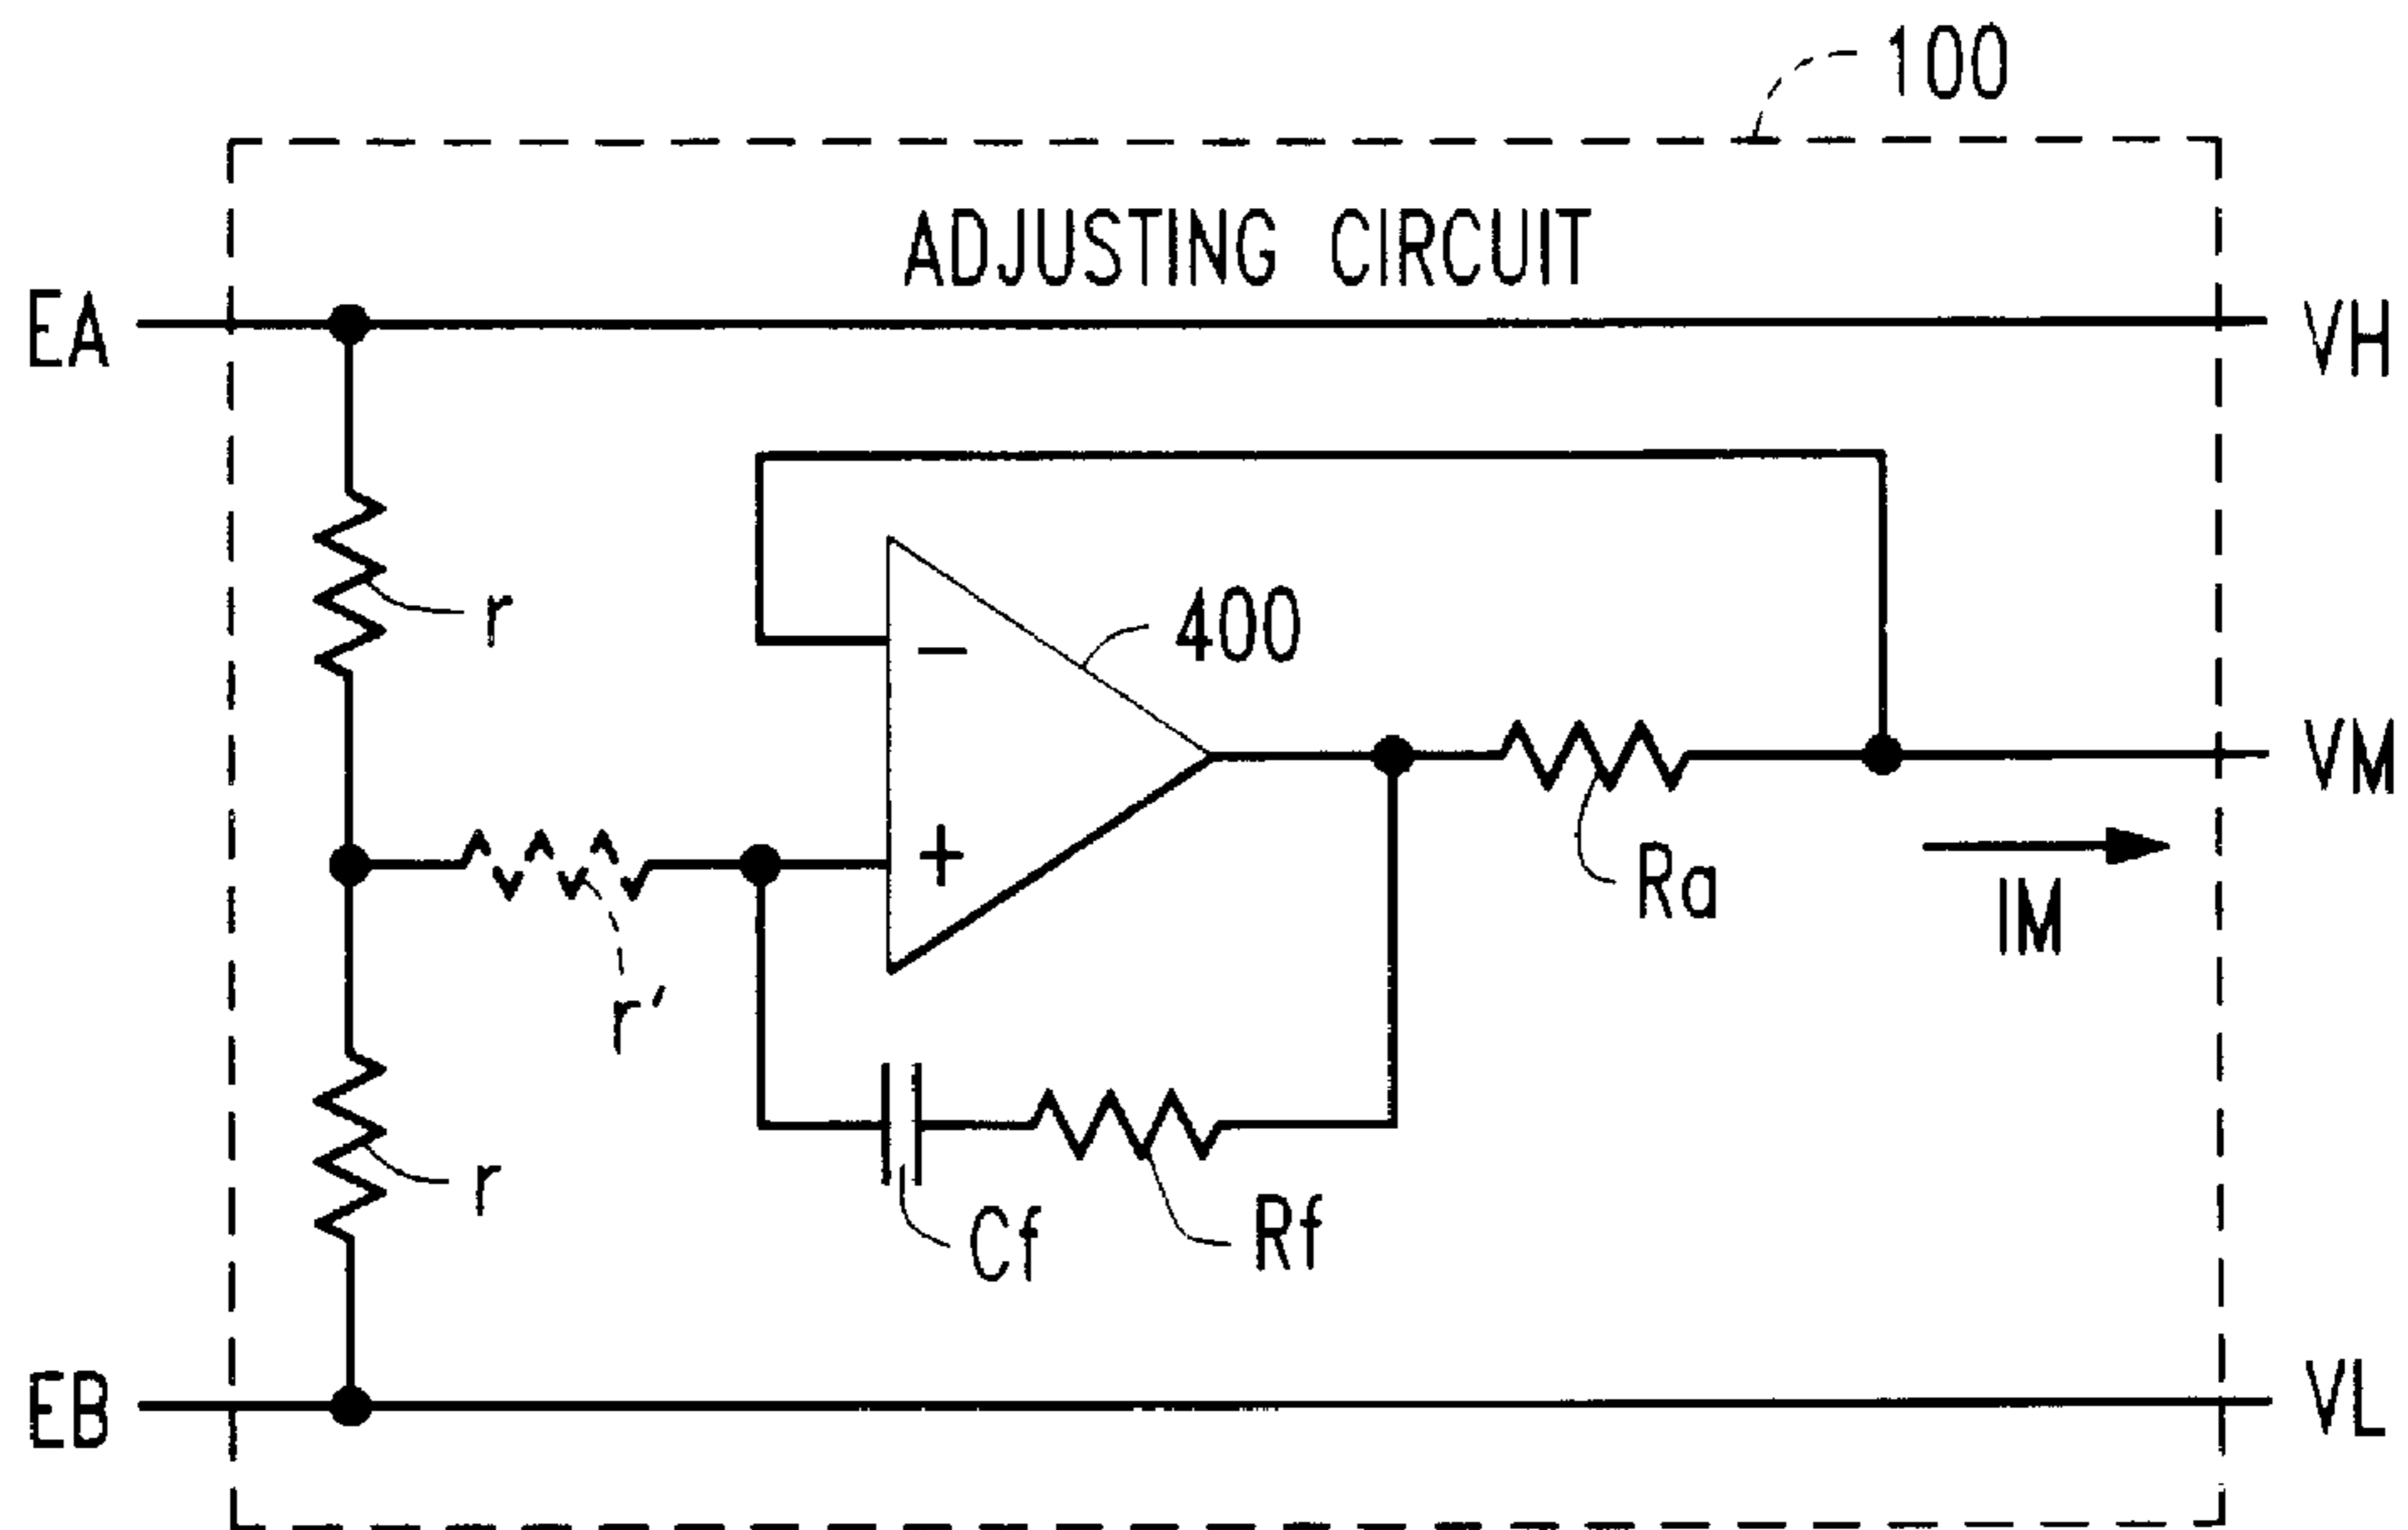 100
ADJUSTING CIRCUIT
EA
VH
r
400
−
VM
+
Ra
IM
r′
r
Cf
Rf
EB
VL